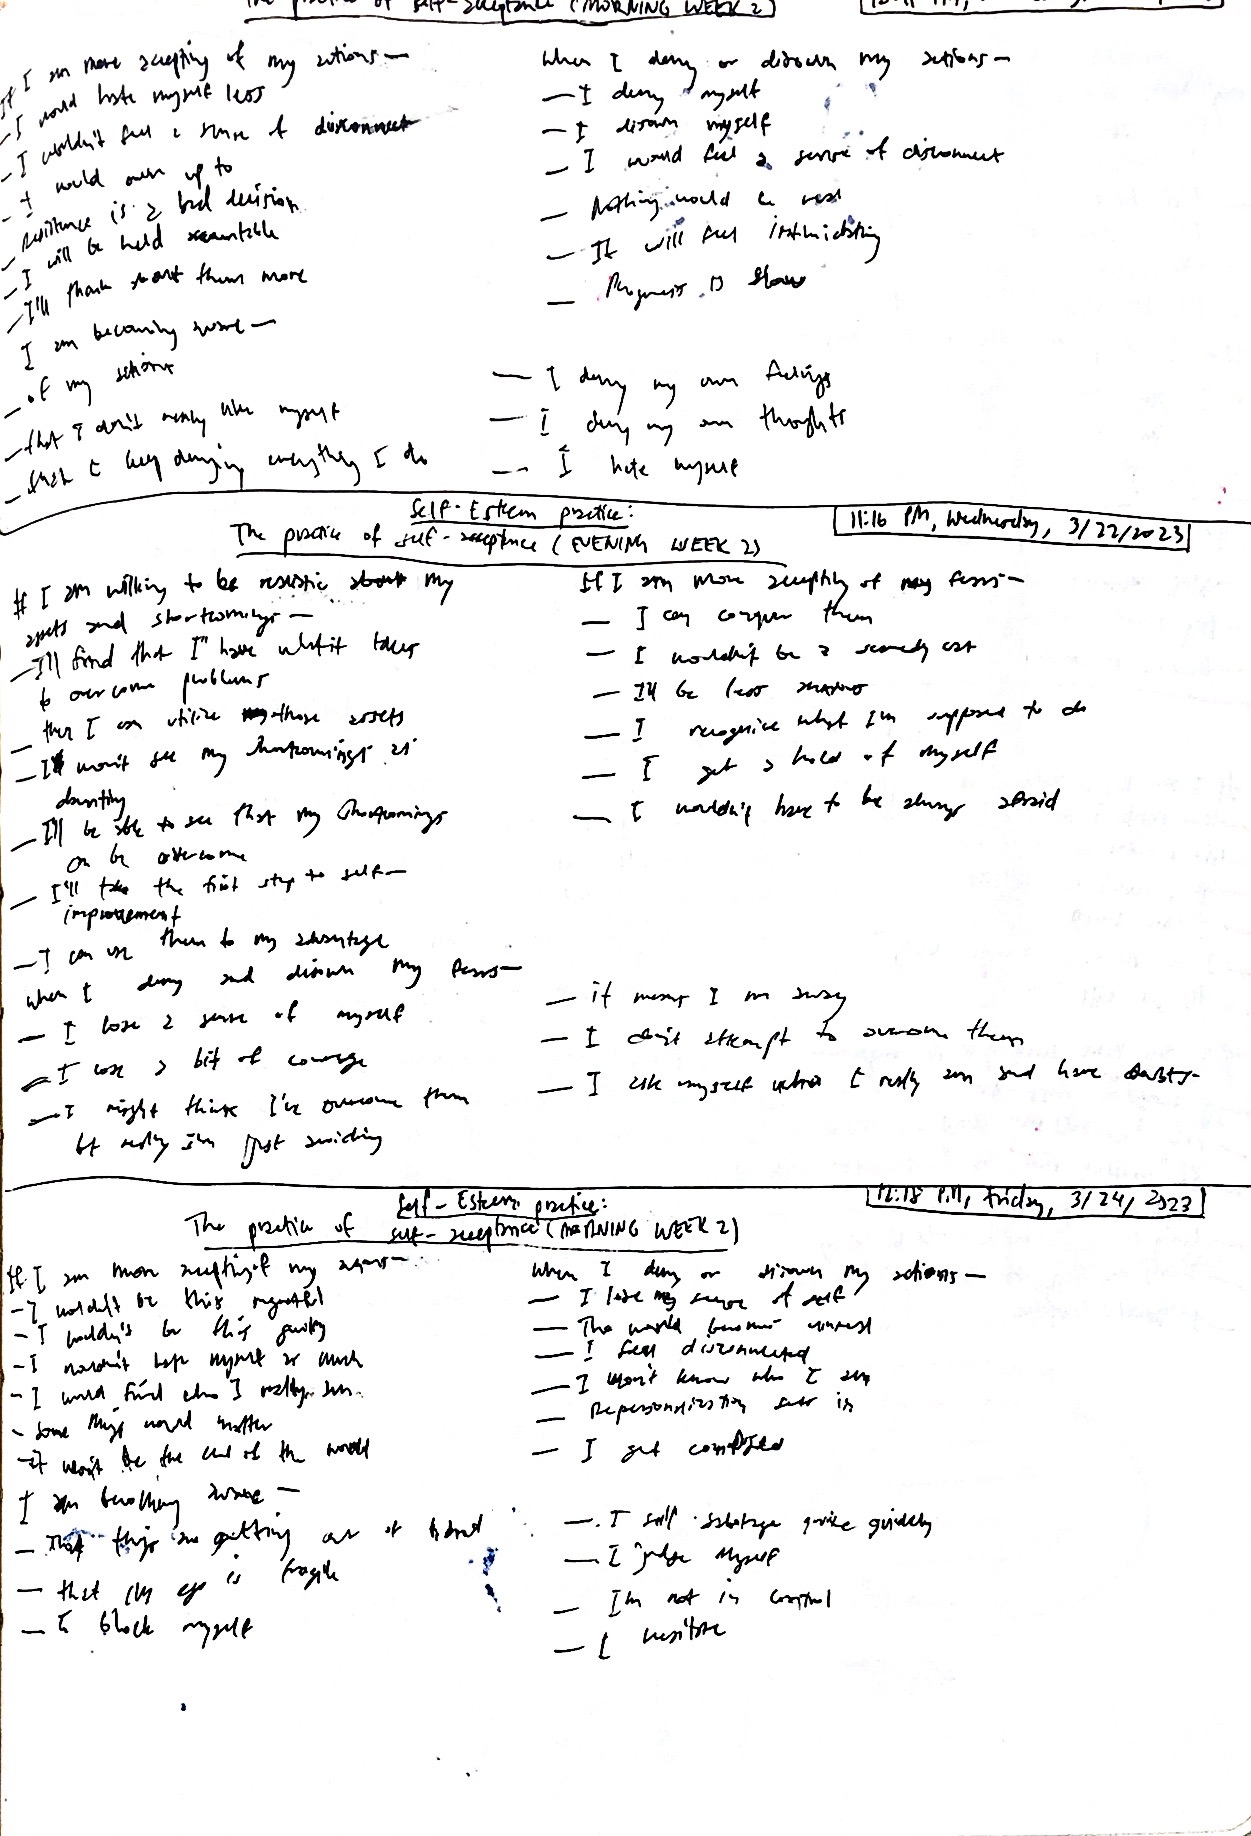 The practice of self-acceptance (MORNING WEEK 2)
If I am more accepting of my actions—
- I would hate myself less
- I wouldn't feel a sense of disconnect
- I would own up to
- Resistance is a bad decision
- I will be held accountable
- I'll think about them more
I am becoming aware—
- of my actions
- that I don't really like myself
- that I keep denying everything I do
When I deny or disown my actions—
— I deny myself
— I disown myself
— I would feel a sense of disconnect
— Nothing would be real
— It will feel intimidating
— Progress is slow
— I deny my own feelings
— I deny my own thoughts
— I hate myself
Self-Esteem practice:
The practice of self-acceptance (EVENING WEEK 2)
11:16 PM, Wednesday, 3/22/2023
If I am willing to be realistic about my
assets and shortcomings—
- I'll find that I have what it takes
to overcome problems
— then I can utilize those assets
— I won't see my shortcomings as
daunting
— I'll be able to see that my shortcomings
can be overcome
— I'll take the first step to self-
improvement
— I can use them to my advantage
When I deny and disown my fears—
— I lose a sense of myself
— I lose a bit of courage
— I might think I've overcome them
but really I'm just avoiding
If I am more accepting of my fears—
— I can conquer them
— I wouldn't be a scaredy cat
— I'll be less anxious
— I recognize what I'm supposed to do
— I get a hold of myself
— I wouldn't have to be always afraid
— it means I'm
— I don't attempt to overcome them
— I ask myself who I really am and have doubts
Self-Esteem practice:
The practice of self-acceptance (MORNING WEEK 2)
12:18 PM, Friday, 3/24/2023
If I am more accepting of my actions—
- I wouldn't be this regretful
- I wouldn't be this guilty
- I wouldn't hate myself as much
- I would find who I really am
- Some things would matter
- It won't be the end of the world
I am becoming aware—
— That things are getting out of hand
— that my ego is fragile
— I block myself
When I deny or disown my actions—
— I lose my sense of self
— The world becomes unreal
— I feel disconnected
— I won't know who I am
— Depersonalization sets in
— I get confused
— I self-sabotage quite quickly
— I judge myself
— I'm not in control
— I hesitate